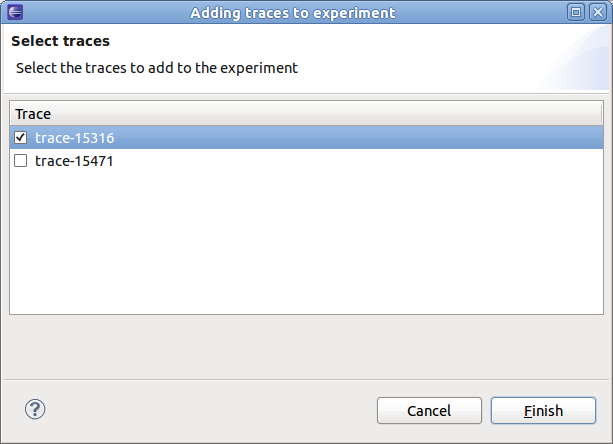 Adding traces to experiment
Select traces
Select the traces to add to the experiment
Trace
trace-15316
trace-15471
?
Cancel
Finish